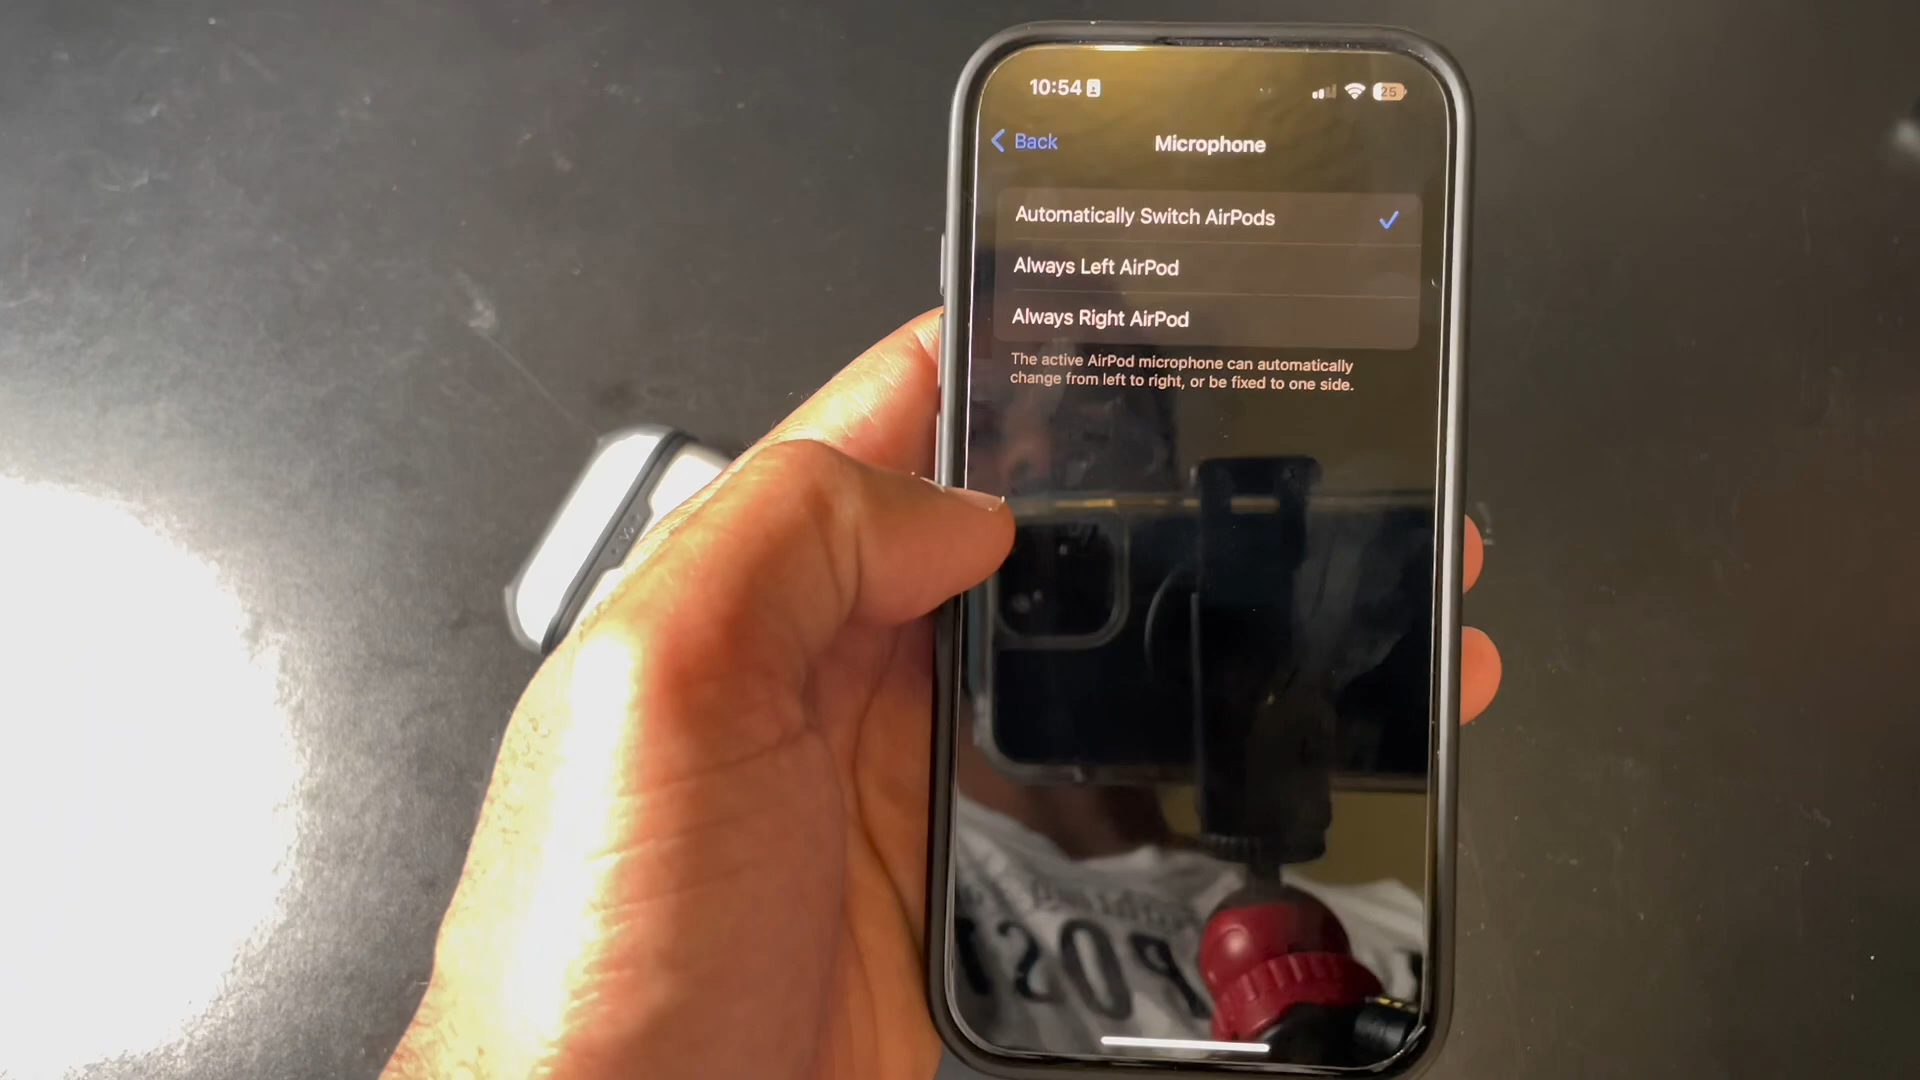 10:54
25
Back
Microphone
Automatically Switch AirPods
Always Left AirPod
Always Right AirPod
The active AirPod microphone can automatically
change from left to right, or be fixed to one side.
POST